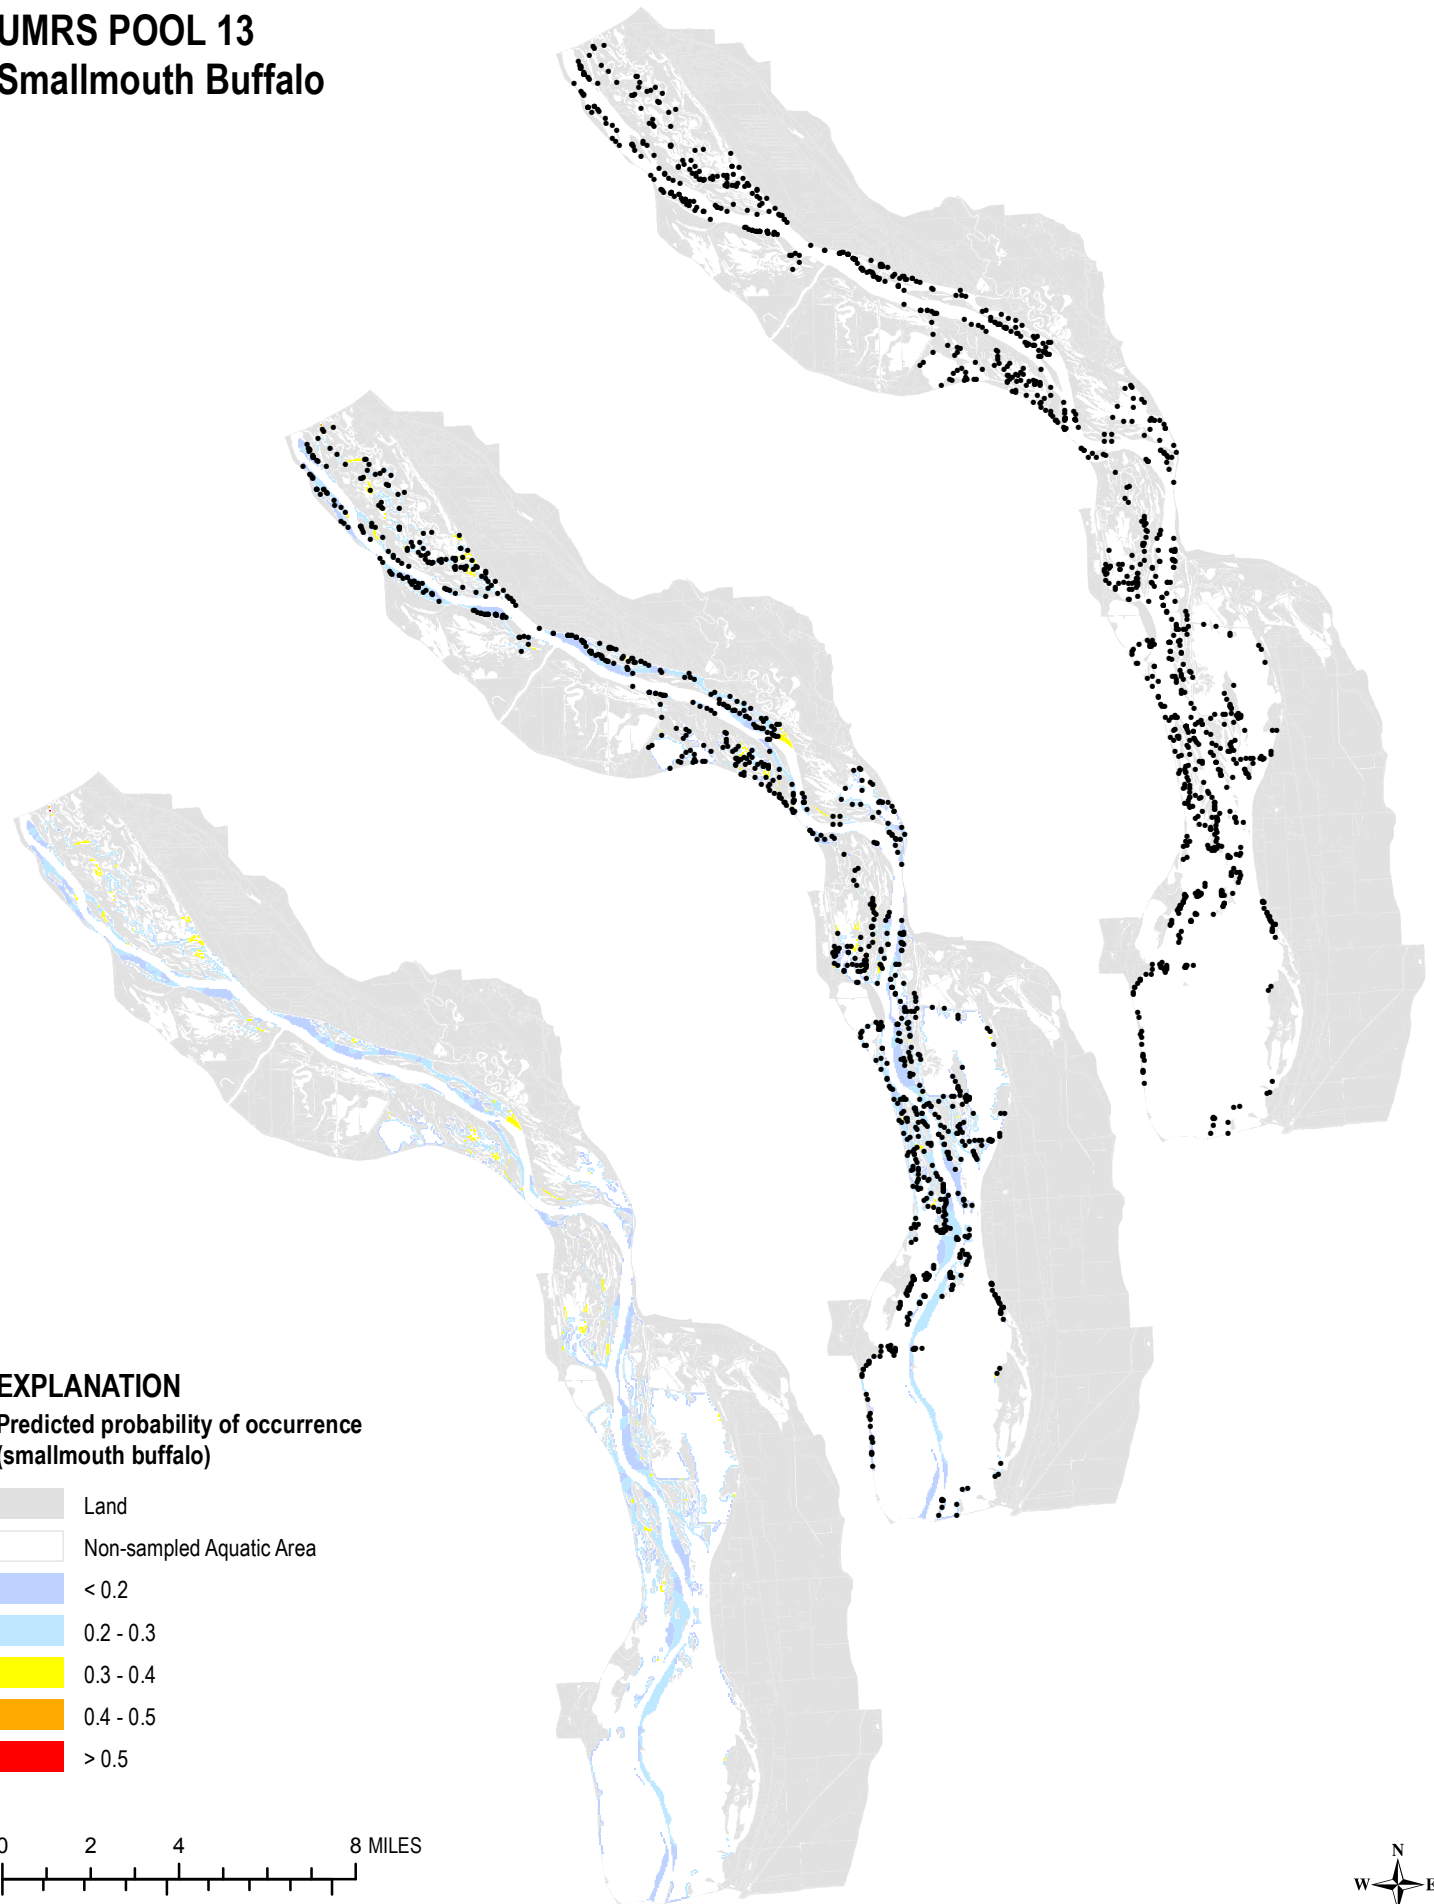 UMRS POOL 13
Smallmouth Buffalo
EXPLANATION
Predicted probability of occurrence
(smallmouth buffalo)
Land
Non-sampled Aquatic Area
< 0.2
0.2 - 0.3
0.3 - 0.4
0.4 - 0.5
> 0.5
0 2 4 8 MILES
N
W E